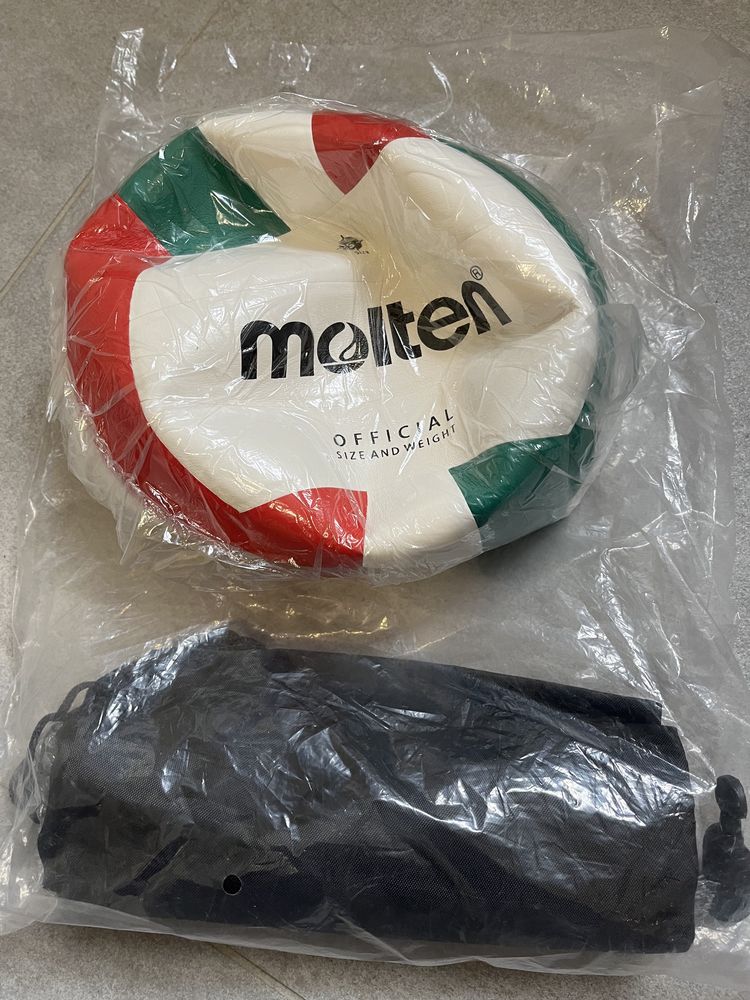 molten®
OFFICIAL
SIZE AND WEIGHT